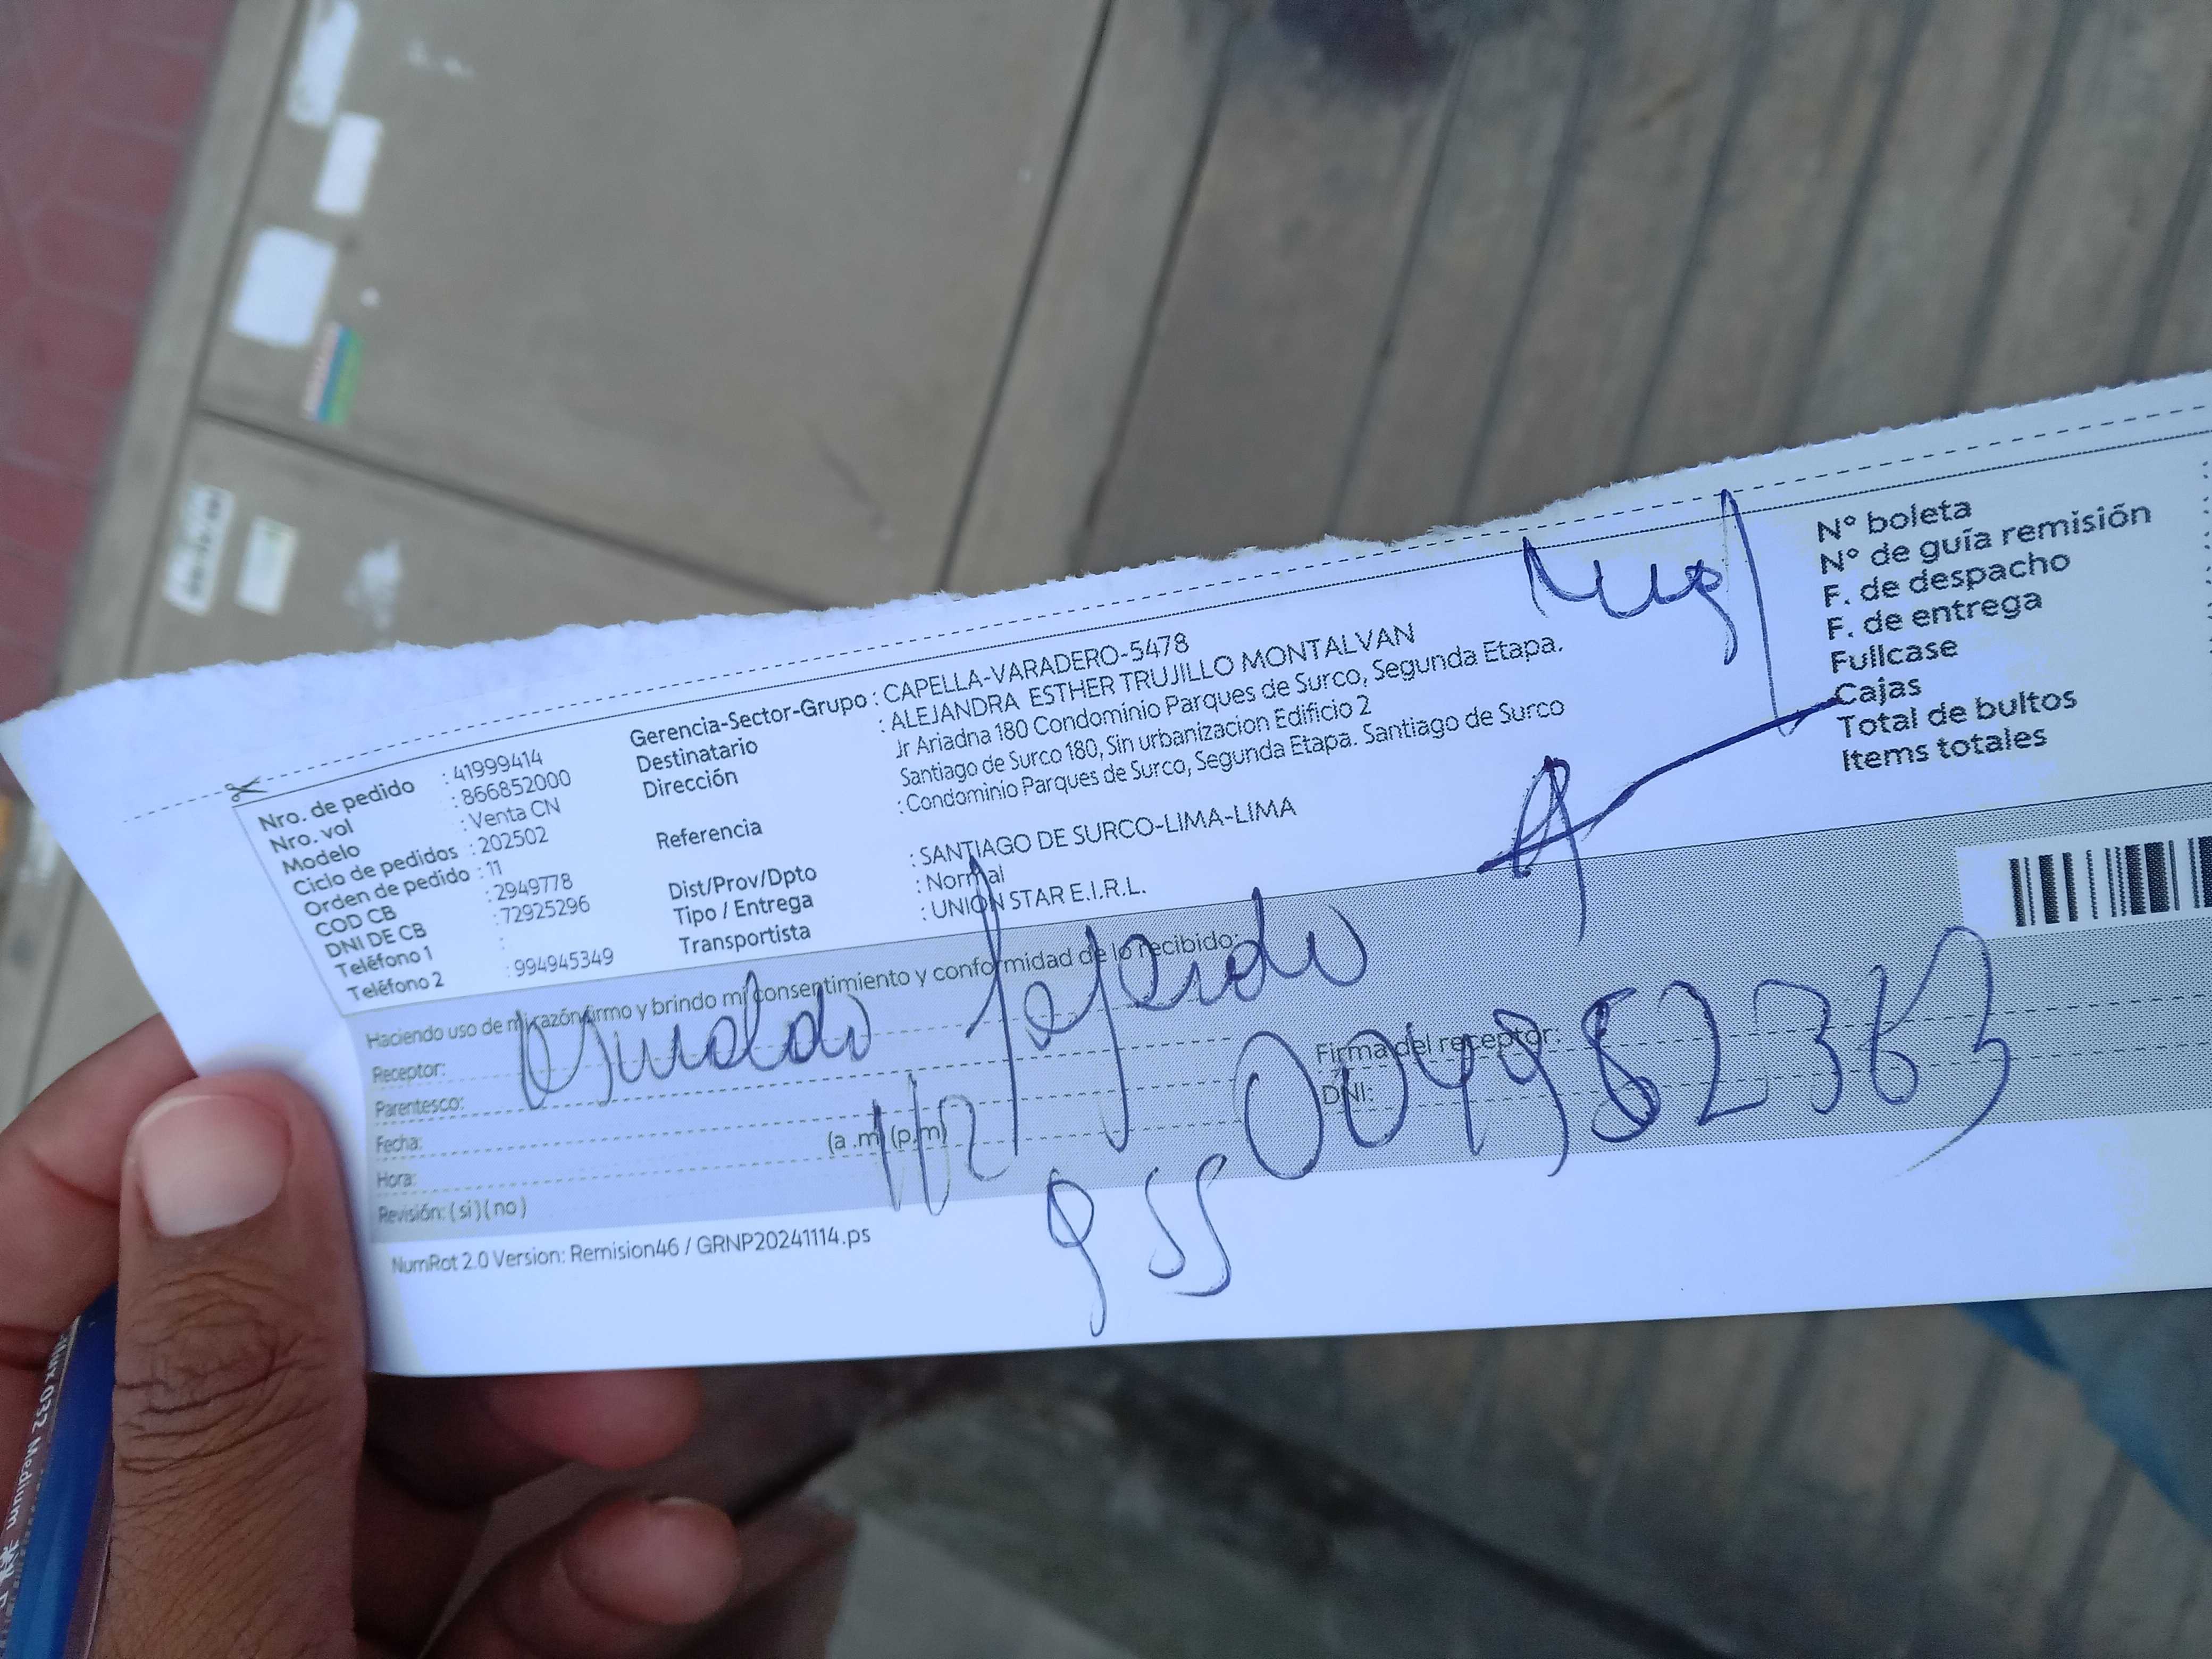 Nro. de pedido : 41999414
Nro. vol : 866852000
Modelo : Venta CN
Ciclo de pedidos : 202502
Orden de pedido : 11
COD CB : 2949778
DNI DE CB : 72925296
Teléfono 1 :
Teléfono 2 : 994945349
Gerencia-Sector-Grupo : CAPELLA-VARADERO-5478
Destinatario : ALEJANDRA ESTHER TRUJILLO MONTALVAN
Dirección Jr Ariadna 180 Condominio Parques de Surco, Segunda Etapa.
Santiago de Surco 180, Sin urbanizacion Edificio 2
Referencia : Condominio Parques de Surco, Segunda Etapa. Santiago de Surco
Dist/Prov/Dpto : SANTIAGO DE SURCO-LIMA-LIMA
Tipo / Entrega : Normal
Transportista : UNION STAR E.I.R.L.
N° boleta
N° de guía remisión
F. de despacho
F. de entrega
Fullcase
Cajas
Total de bultos
Items totales
Haciendo uso de mi razón firmo y brindo mi consentimiento y conformidad de lo recibido:
Receptor:
Parentesco:
Fecha: 1/2
Hora: (a .m) (p.m)
Revisión: ( si ) ( no )
Firma del receptor:
DNI:
955
NumRot 2.0 Version: Remision46 / GRNP20241114.ps